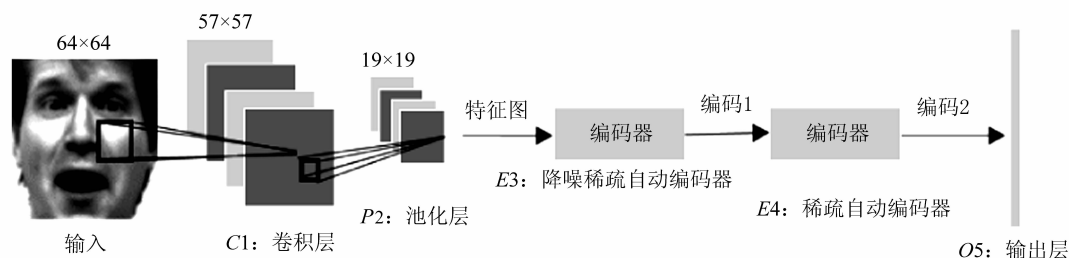 64×64
57×57
19×19
特征图
编码1
编码2
编码器
编码器
E3：降噪稀疏自动编码器
E4：稀疏自动编码器
P2：池化层
输入
C1：卷积层
O5：输出层